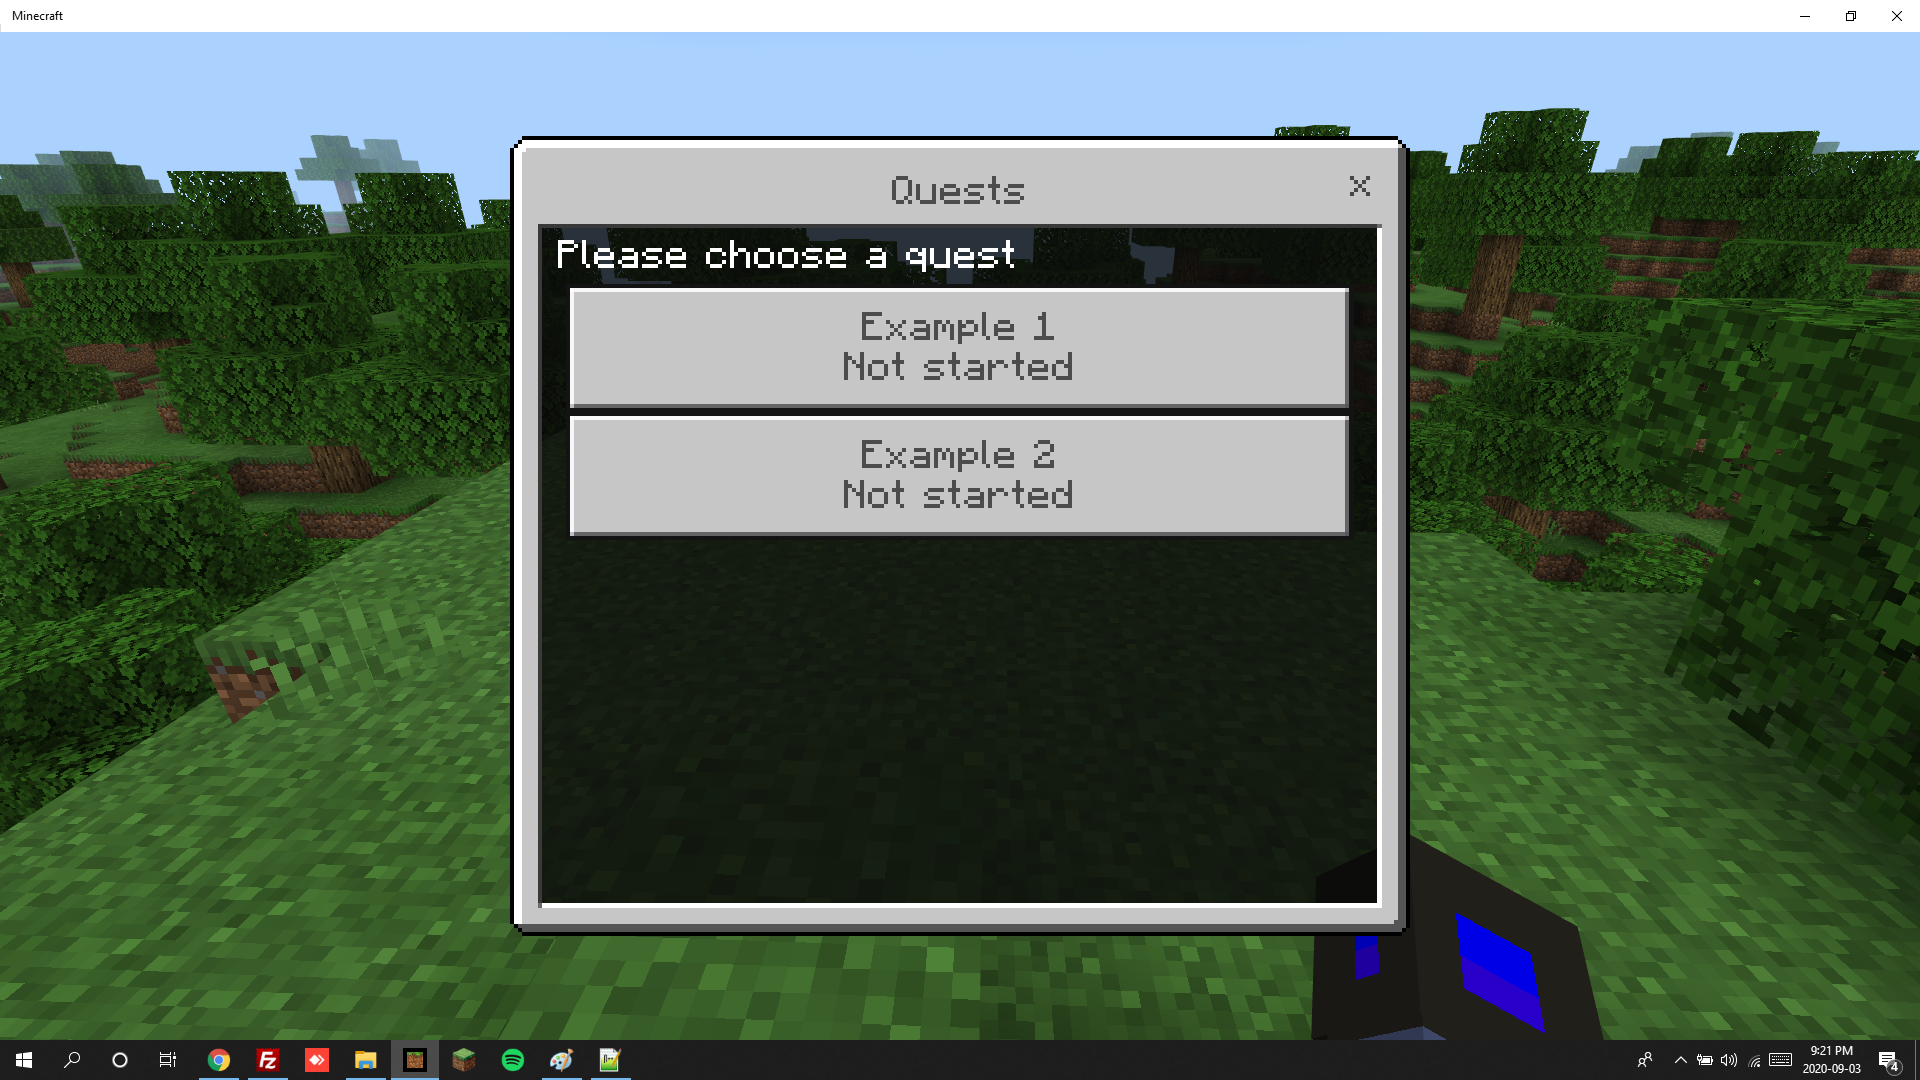 Minecraft
Quests
Please choose a quest
Example 1
Not started
Example 2
Not started
9:21 PM
2020-09-03
4